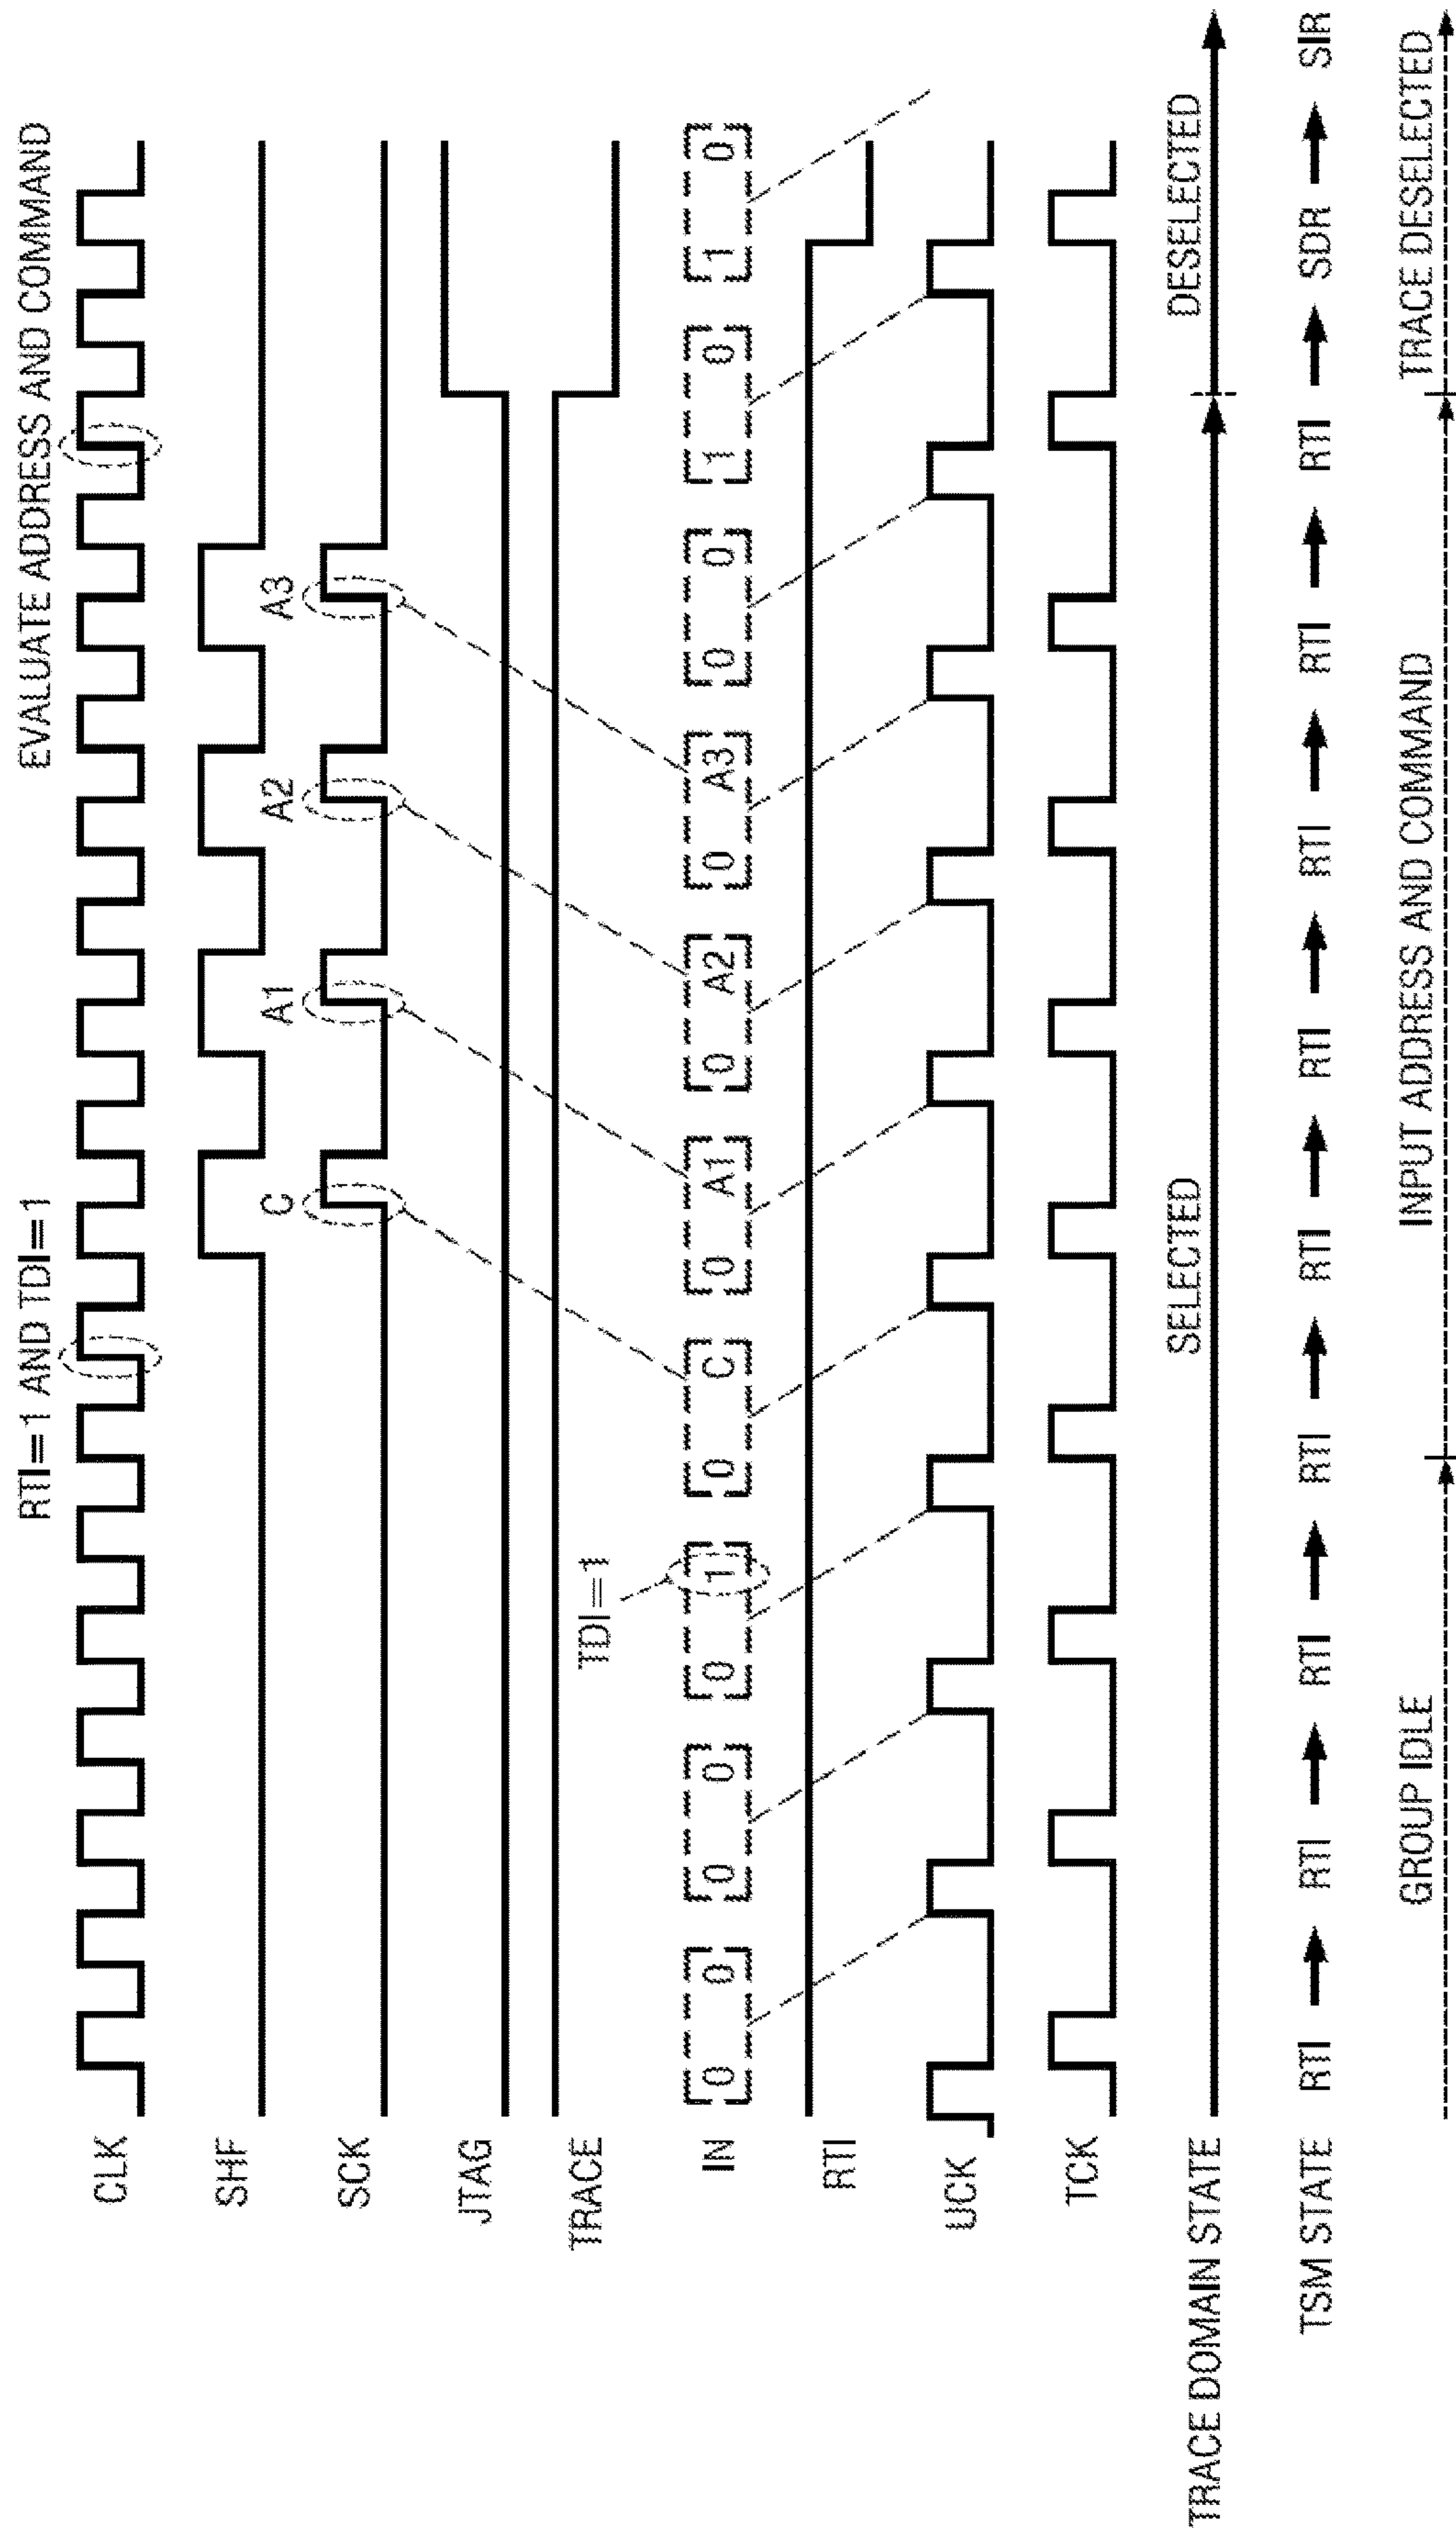 RTI=1 AND TDI=1 EVALUATE ADDRESS AND COMMAND
CLK
SHF
C A1 A2 A3
SCK
JTAG
TRACE
TDI=1
IN 0 0 0 0 0 1 0 C 0 A1 0 A2 0 A3 0 0 1 0 1 0
RTI
UCK
TCK
TRACE DOMAIN STATE SELECTED DESELECTED
TSM STATE RTI RTI RTI RTI RTI RTI RTI RTI RTI SDR SIR
GROUP IDLE INPUT ADDRESS AND COMMAND TRACE DESELECTED